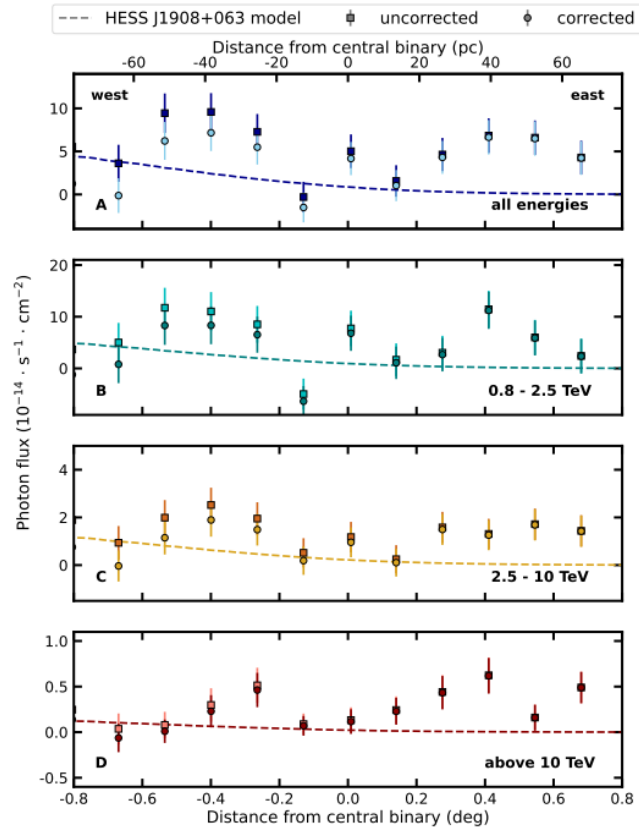 HESS J1908+063 model uncorrected corrected
Distance from central binary (pc)
−60 −40 −20 0 20 40 60
west east
10
5
0
A all energies
20
10
0
B 0.8 - 2.5 TeV
Photon flux (10⁻¹⁴ · s⁻¹ · cm⁻²)
4
2
0
C 2.5 - 10 TeV
1.0
0.5
0.0
−0.5
D above 10 TeV
−0.8 −0.6 −0.4 −0.2 0.0 0.2 0.4 0.6 0.8
Distance from central binary (deg)